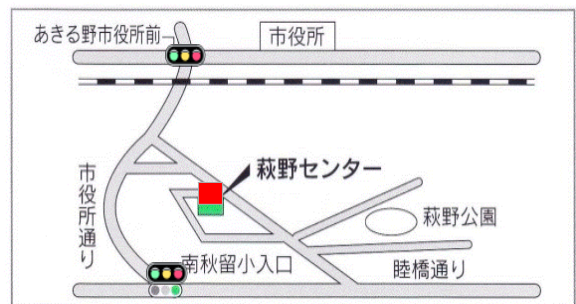 あきる野市役所前
市役所
萩野センター
市役所通り
萩野公園
南秋留小入口
睦橋通り